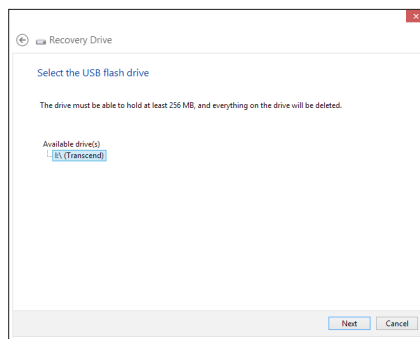 Recovery Drive
Select the USB flash drive
The drive must be able to hold at least 256 MB, and everything on the drive will be deleted.
Available drive(s)
I:\ (Transcend)
Next Cancel